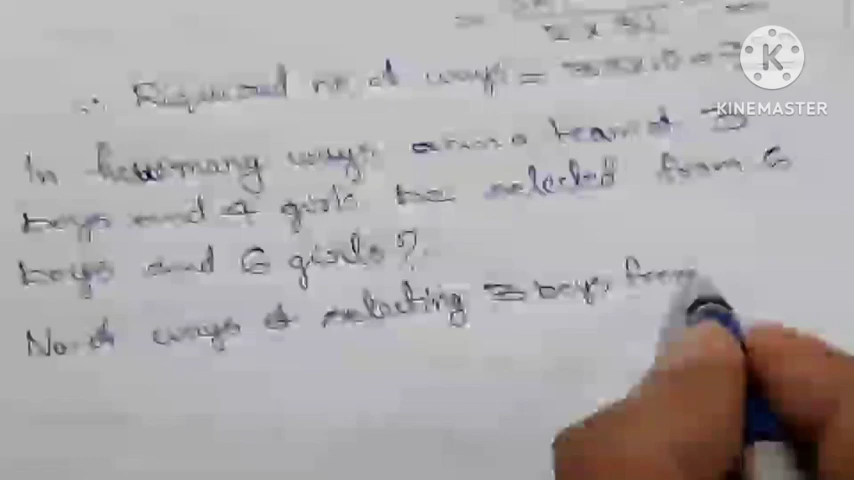 ∴ Required no. of ways =
KINEMASTER
In how many ways can a team of 3
boys and 4 girls be selected from 6
boys and 6 girls?
No. of ways of selecting 3 boys from